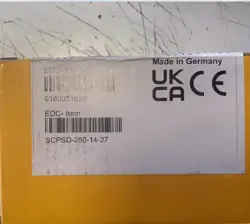 Made in Germany
UK
CA CE
EDC- Item
SCPSD-250-14-27